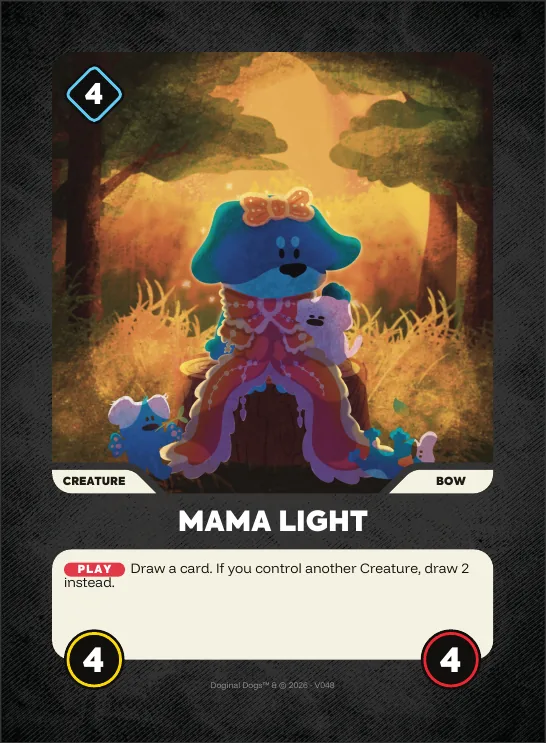 4
CREATURE
BOW
MAMA LIGHT
PLAY Draw a card. If you control another Creature, draw 2
instead.
4
4
Doginal Dogs™ & © 2026 · V048